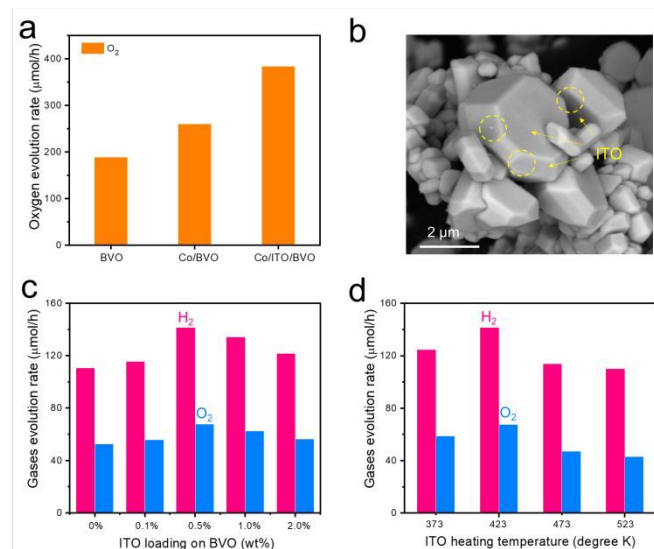 a
O₂
Oxygen evolution rate (μmol/h)
400
300
200
100
0
BVO
Co/BVO
Co/ITO/BVO
b
ITO
2 μm
c
Gases evolution rate (μmol/h)
160
120
80
40
0
H₂
O₂
0%
0.1%
0.5%
1.0%
2.0%
ITO loading on BVO (wt%)
d
Gases evolution rate (μmol/h)
160
120
80
40
0
H₂
O₂
373
423
473
523
ITO heating temperature (degree K)